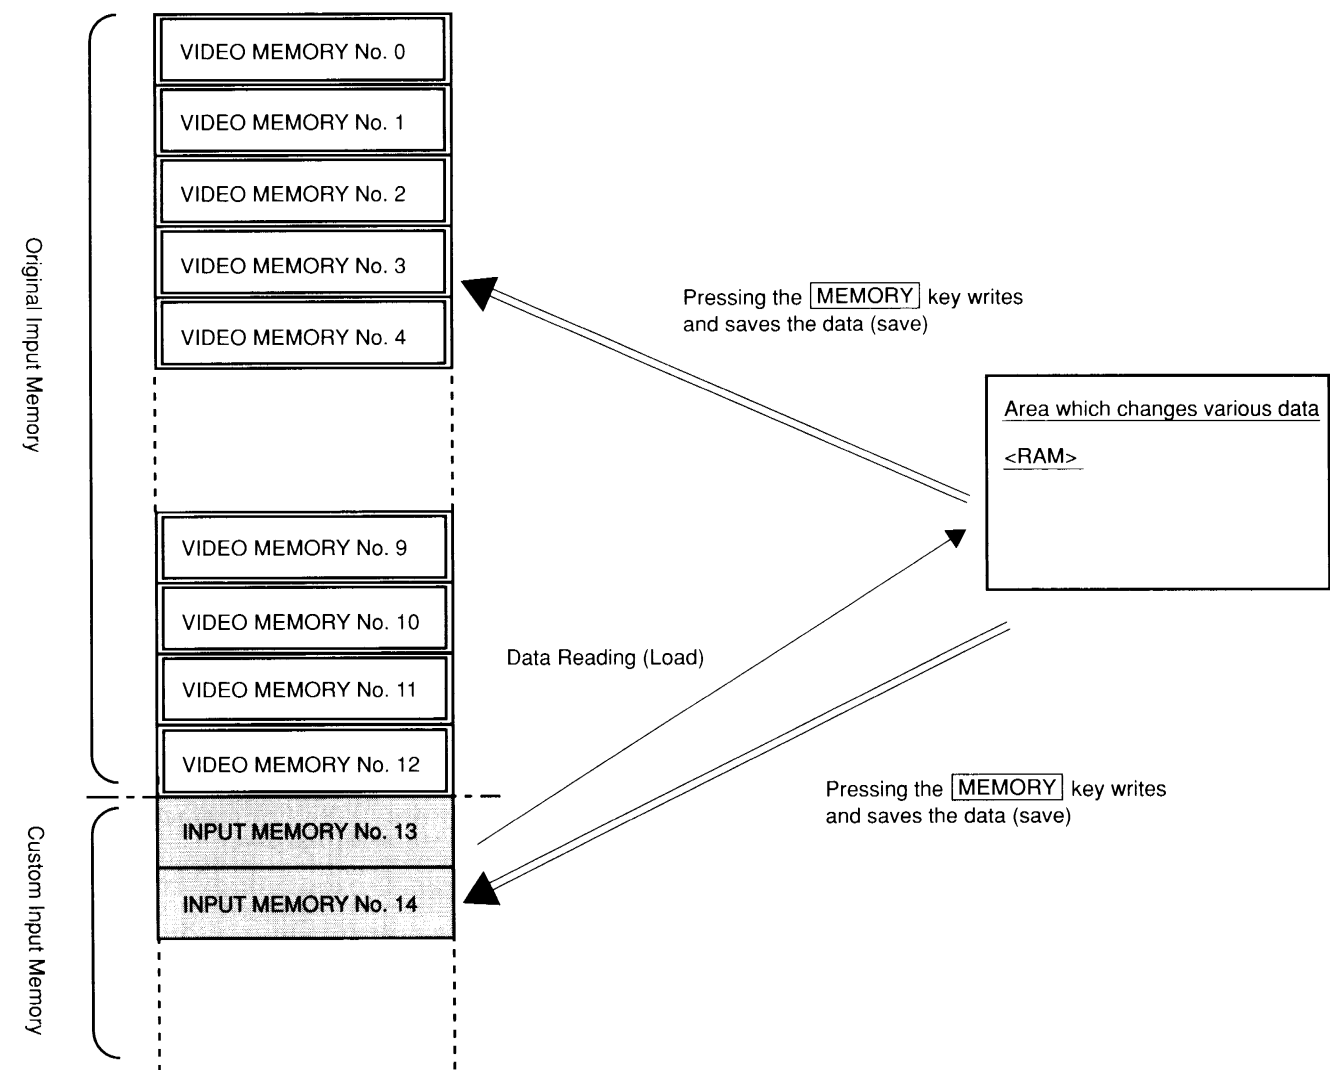 VIDEO MEMORY No. 0
VIDEO MEMORY No. 1
VIDEO MEMORY No. 2
VIDEO MEMORY No. 3
VIDEO MEMORY No. 4
Original Imput Memory
Pressing the MEMORY key writes
and saves the data (save)
Area which changes various data
<RAM>
VIDEO MEMORY No. 9
VIDEO MEMORY No. 10
VIDEO MEMORY No. 11
VIDEO MEMORY No. 12
Data Reading (Load)
Pressing the MEMORY key writes
and saves the data (save)
INPUT MEMORY No. 13
INPUT MEMORY No. 14
Custom Input Memory